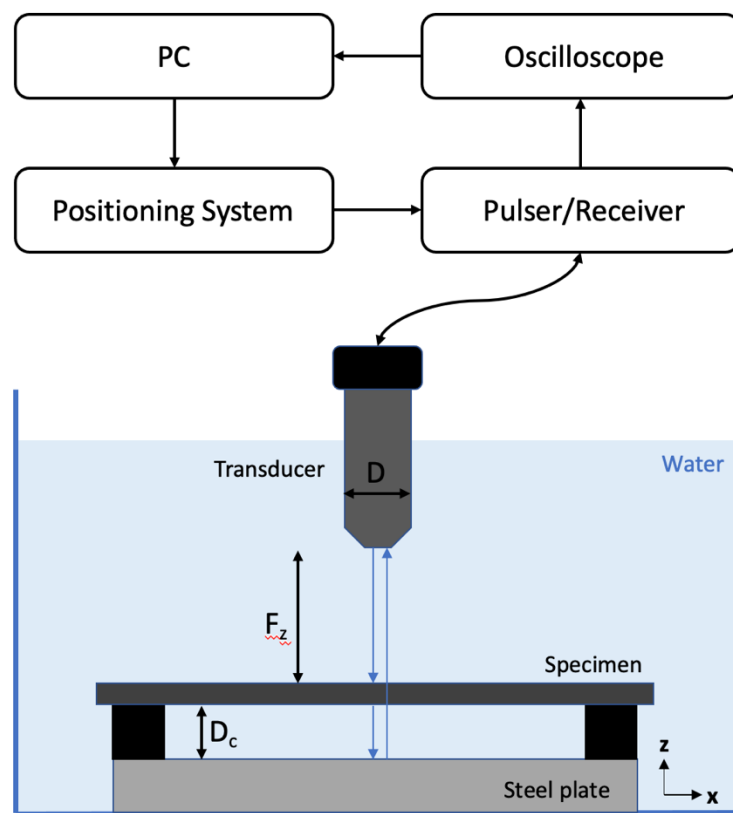 PC
Oscilloscope
Positioning System
Pulser/Receiver
Transducer
D
Water
Fz
Specimen
Dc
z
Steel plate
x